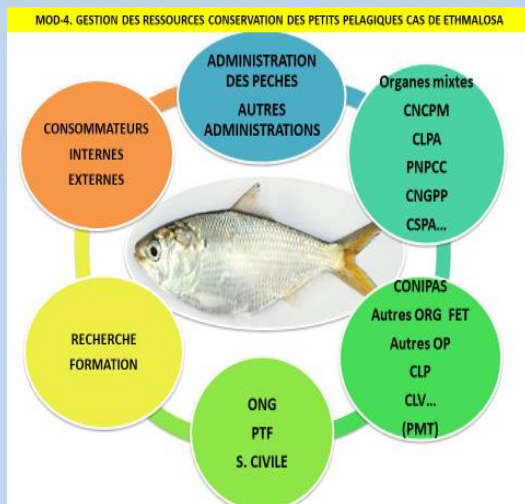 MOD-4. GESTION DES RESSOURCES CONSERVATION DES PETITS PELAGIQUES CAS DE ETHMALOSA
ADMINISTRATION
DES PECHES
AUTRES
ADMINISTRATIONS
Organes mixtes
CNCPM
CLPA
PNPCC
CNGPP
CSPA...
CONIPAS
Autres ORG FET
Autres OP
CLP
CLV...
(PMT)
ONG
PTF
S. CIVILE
RECHERCHE
FORMATION
CONSOMMATEURS
INTERNES
EXTERNES